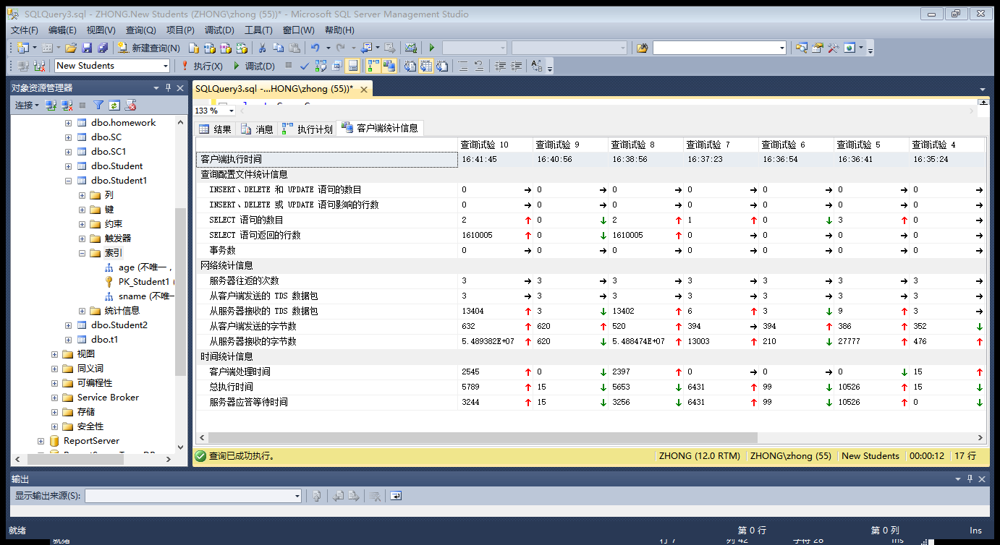 SQLQuery3.sql - ZHONG.New Students (ZHONG\zhong (55))* - Microsoft SQL Server Management Studio
文件(F) 编辑(E) 视图(V) 查询(Q) 项目(P) 调试(D) 工具(T) 窗口(W) 帮助(H)
新建查询(N)
New Students 执行(X) 调试(D)
对象资源管理器
连接
dbo.homework
dbo.SC
dbo.SC1
dbo.Student
dbo.Student1
列
键
约束
触发器
索引
age (不唯一，
PK_Student1 (
sname (不唯一
统计信息
dbo.Student2
dbo.t1
视图
同义词
可编程性
Service Broker
存储
安全性
ReportServer
SQLQuery3.sql -...HONG\zhong (55))*
133 %
结果 消息 执行计划 客户端统计信息
查询试验 10 查询试验 9 查询试验 8 查询试验 7 查询试验 6 查询试验 5 查询试验 4
客户端执行时间 16:41:45 16:40:56 16:38:56 16:37:23 16:36:54 16:36:41 16:35:24
查询配置文件统计信息
INSERT、DELETE 和 UPDATE 语句的数目 0 → 0 → 0 → 0 → 0 → 0 → 0 →
INSERT、DELETE 或 UPDATE 语句影响的行数 0 → 0 → 0 → 0 → 0 → 0 → 0 →
SELECT 语句的数目 2 ↑ 0 ↓ 2 ↑ 1 ↑ 0 ↓ 3 ↑ 0 →
SELECT 语句返回的行数 1610005 ↑ 0 ↓ 1610005 ↑ 0 → 0 → 0 → 0 →
事务数 0 → 0 → 0 → 0 → 0 → 0 → 0 →
网络统计信息
服务器往返的次数 3 → 3 → 3 → 3 → 3 → 3 → 3 →
从客户端发送的 TDS 数据包 3 → 3 → 3 → 3 → 3 → 3 → 3 →
从服务器接收的 TDS 数据包 13404 ↑ 3 ↓ 13402 ↑ 6 ↑ 3 ↓ 9 ↑ 3 →
从客户端发送的字节数 632 ↑ 620 ↑ 520 ↑ 394 → 394 ↑ 386 ↑ 352 ↓
从服务器接收的字节数 5.489382E+07 ↑ 620 ↓ 5.488474E+07 ↑ 13003 ↑ 210 ↓ 27777 ↑ 476 ↑
时间统计信息
客户端处理时间 2545 ↑ 0 ↓ 2397 ↑ 0 → 0 → 0 ↓ 15 ↑
总执行时间 5789 ↑ 15 ↓ 5653 ↓ 6431 ↑ 99 ↓ 10526 ↑ 15 ↓
服务器应答等待时间 3244 ↑ 15 ↓ 3256 ↓ 6431 ↑ 99 ↓ 10526 ↑ 0 ↓
查询已成功执行。 ZHONG (12.0 RTM) ZHONG\zhong (55) New Students 00:00:12 17 行
输出
显示输出来源(S):
就绪 第 0 行 第 0 列 Ins
就绪 行 7 列 42 字符 28 Ins